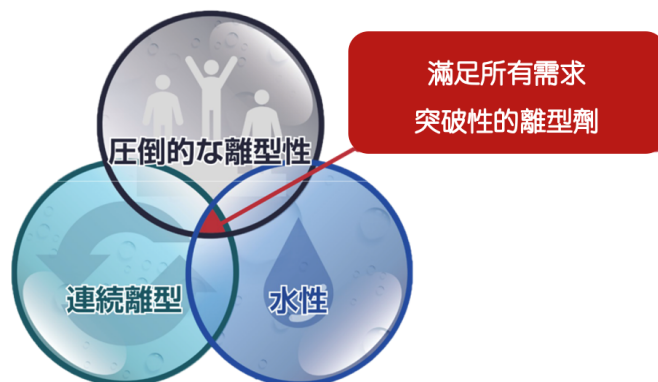 滿足所有需求
突破性的離型劑
圧倒的な離型性
連続離型
水性